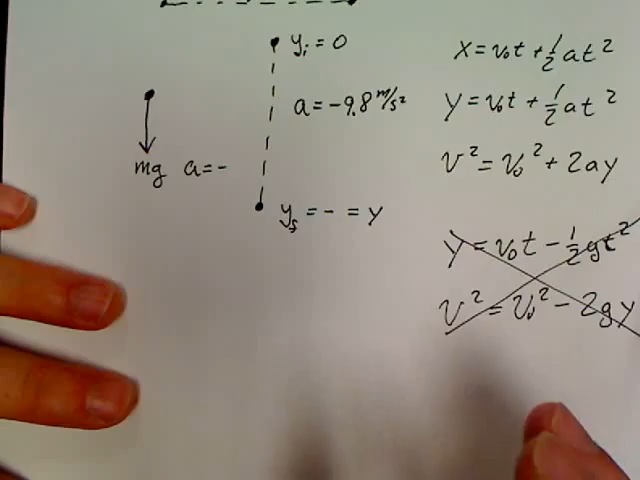 yᵢ = 0
a = -9.8 m/s²
mg a = -
y_s = - = y
x = v₀t + ½at²
y = v₀t + ½at²
v² = v₀² + 2ay
y = v₀t - ½gt²
v² = v₀² - 2gy